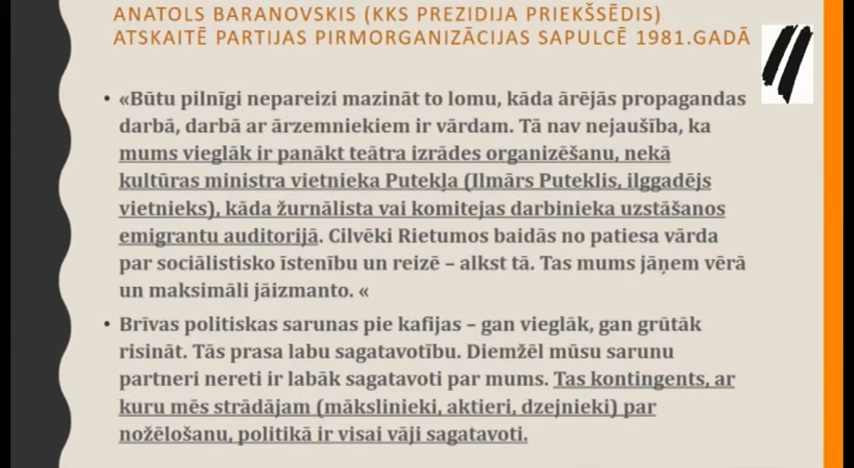 ANATOLS BARANOVSKIS (KKS PREZIDIJA PRIEKŠSĒDIS)
ATSKAITĒ PARTIJAS PIRMORGANIZĀCIJAS SAPULCĒ 1981.GADĀ
• «Būtu pilnīgi nepareizi mazināt to lomu, kāda ārējās propagandas
darbā, darbā ar ārzemniekiem ir vārdam. Tā nav nejaušība, ka
mums vieglāk ir panākt teātra izrādes organizēšanu, nekā
kultūras ministra vietnieka Putekļa (Ilmārs Puteklis, ilggadējs
vietnieks), kāda žurnālista vai komitejas darbinieka uzstāšanos
emigrantu auditorijā. Cilvēki Rietumos baidās no patiesa vārda
par sociālistisko īstenību un reizē – alkst tā. Tas mums jāņem vērā
un maksimāli jāizmanto. «
• Brīvas politiskas sarunas pie kafijas – gan vieglāk, gan grūtāk
risināt. Tās prasa labu sagatavotību. Diemžēl mūsu sarunu
partneri nereti ir labāk sagatavoti par mums. Tas kontingents, ar
kuru mēs strādājam (mākslinieki, aktieri, dzejnieki) par
nožēlošanu, politikā ir visai vāji sagatavoti.